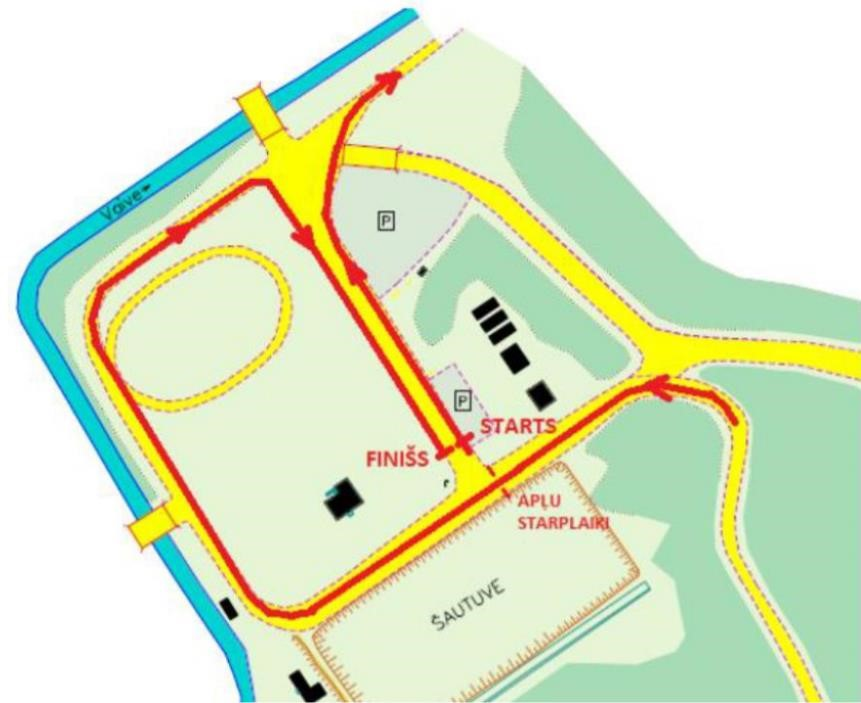 Vaive
P
P
STARTS
FINIŠS
APĻU
STARPLAIKI
ŠAUTUVE